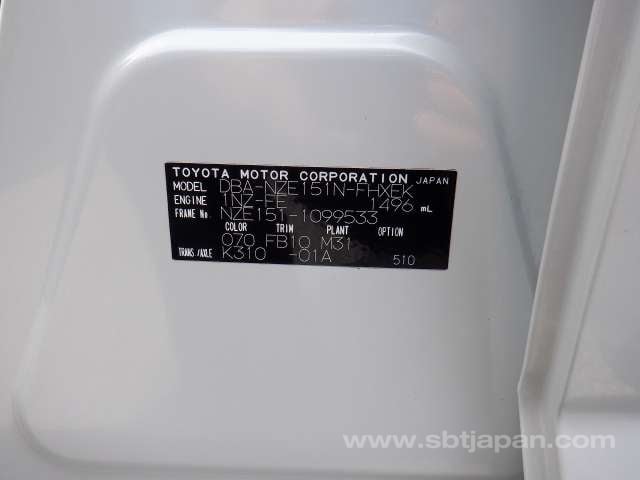 TOYOTA MOTOR CORPORATION JAPAN
MODEL DBA-NZE151N-FHXEK
ENGINE 1NZ-FE 1496 mL
FRAME No. NZE151-1099533
COLOR TRIM PLANT OPTION
070 FB10 M31
TRANS./AXLE K310 -01A 510
www.sbtjapan.com